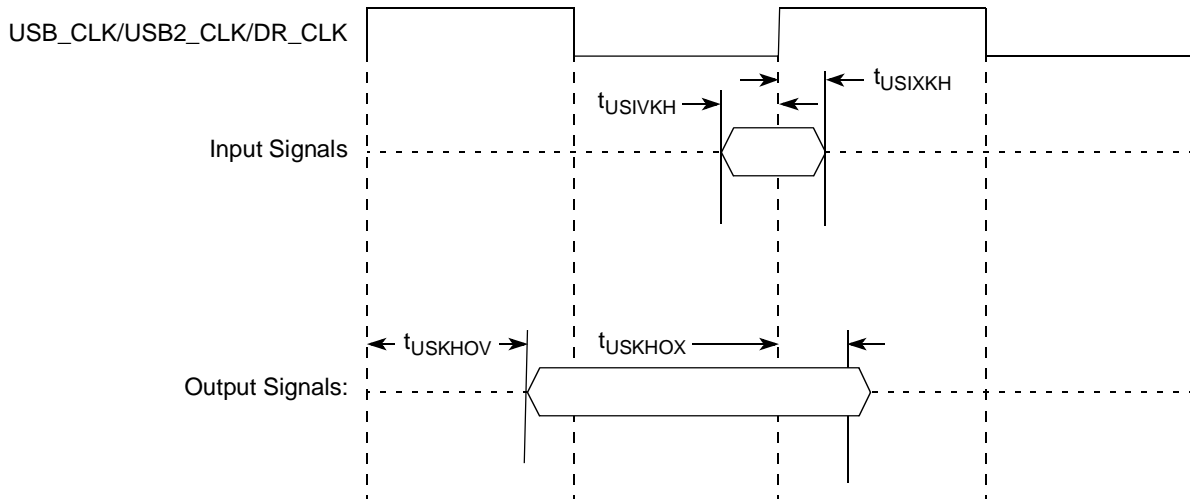 USB_CLK/USB2_CLK/DR_CLK
tUSIXKH
tUSIVKH
Input Signals
tUSKHOV
tUSKHOX
Output Signals: